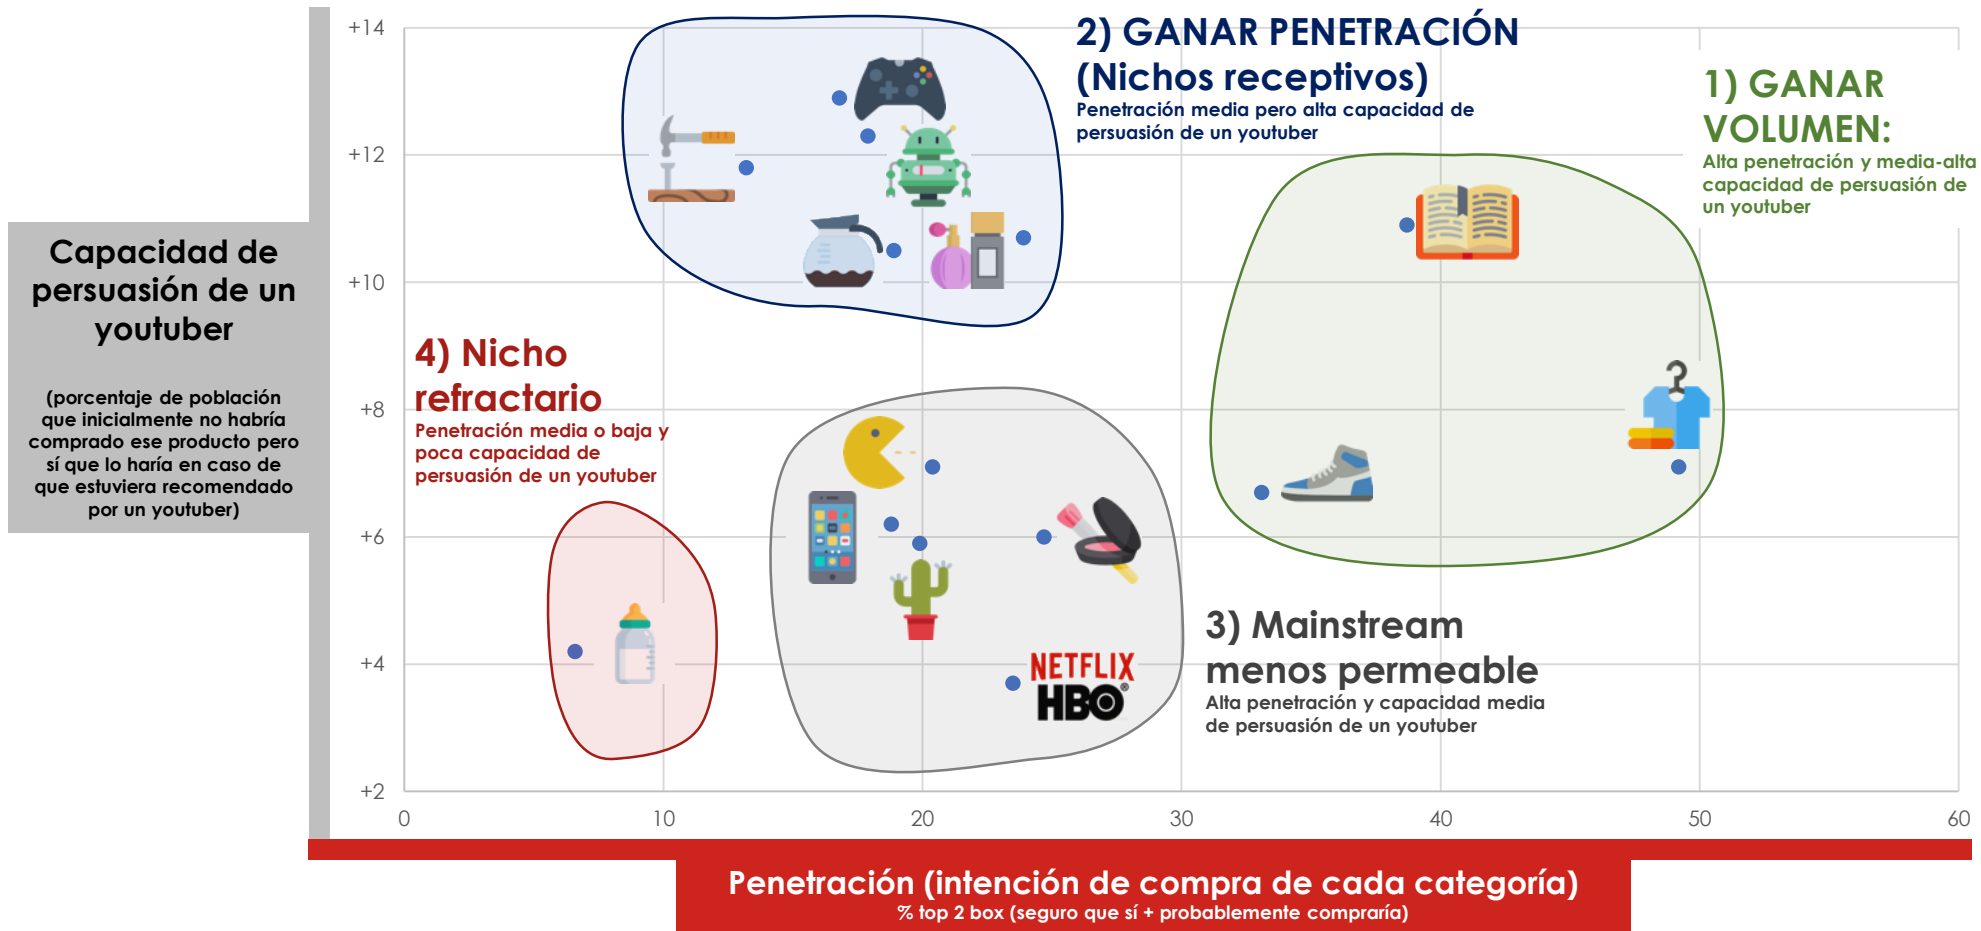 Capacidad de
persuasión de un
youtuber
(porcentaje de población
que inicialmente no habría
comprado ese producto pero
sí que lo haría en caso de
que estuviera recomendado
por un youtuber)
+14
+12
+10
+8
+6
+4
+2
2) GANAR PENETRACIÓN
(Nichos receptivos)
Penetración media pero alta capacidad de
persuasión de un youtuber
1) GANAR
VOLUMEN:
Alta penetración y media-alta
capacidad de persuasión de
un youtuber
4) Nicho
refractario
Penetración media o baja y
poca capacidad de
persuasión de un youtuber
NETFLIX
HBO
3) Mainstream
menos permeable
Alta penetración y capacidad media
de persuasión de un youtuber
0 10 20 30 40 50 60
Penetración (intención de compra de cada categoría)
% top 2 box (seguro que sí + probablemente compraría)